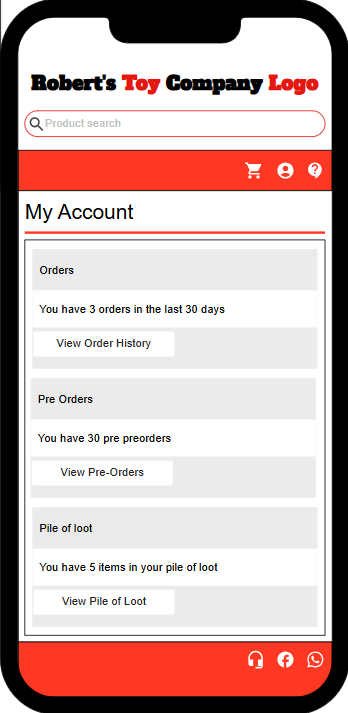 Robert's Toy Company Logo
Product search
My Account
Orders
You have 3 orders in the last 30 days
View Order History
Pre Orders
You have 30 pre preorders
View Pre-Orders
Pile of loot
You have 5 items in your pile of loot
View Pile of Loot